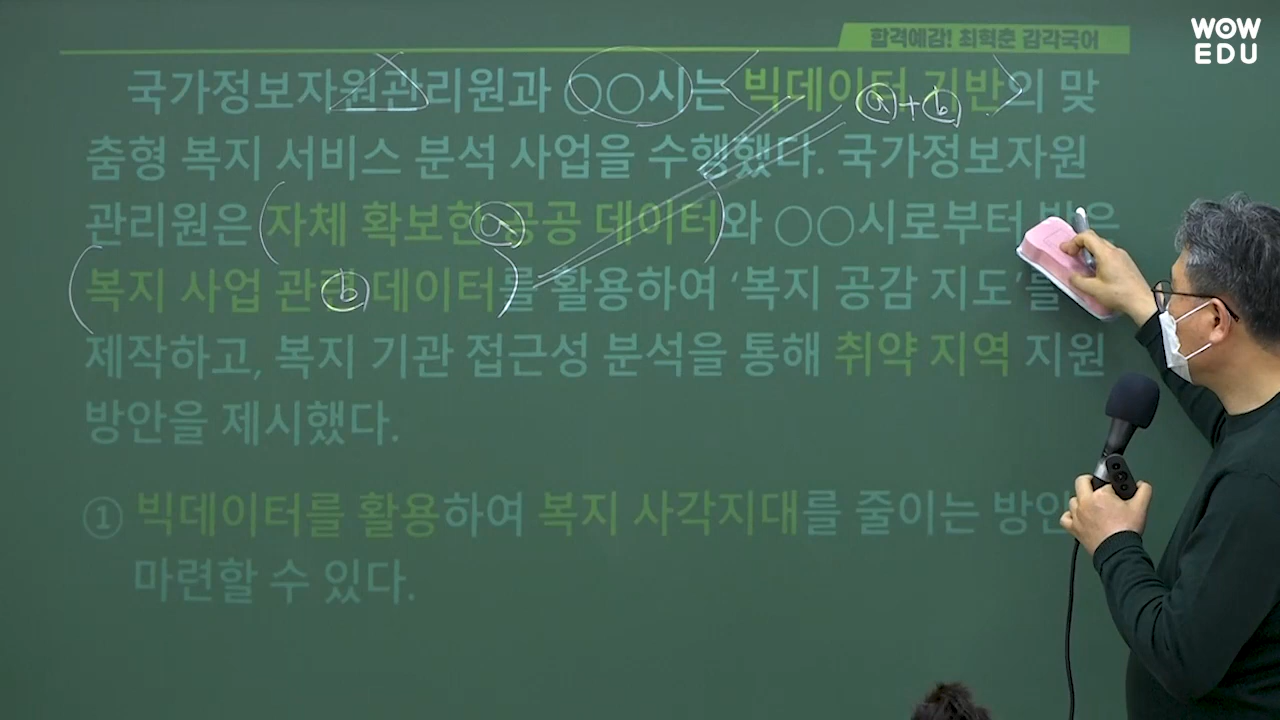 WOW
EDU
합격예감! 최혁춘 감각국어
국가정보자원관리원과 ○○시는 빅데이터 기반의 맞
춤형 복지 서비스 분석 사업을 수행했다. 국가정보자원
관리원은 자체 확보한 공공 데이터와 ○○시로부터 받은
복지 사업 관련 데이터를 활용하여 ‘복지 공감 지도’를
제작하고, 복지 기관 접근성 분석을 통해 취약 지역 지원
방안을 제시했다.
① 빅데이터를 활용하여 복지 사각지대를 줄이는 방안
마련할 수 있다.
ⓐ+ⓑ
ⓐ
ⓑ